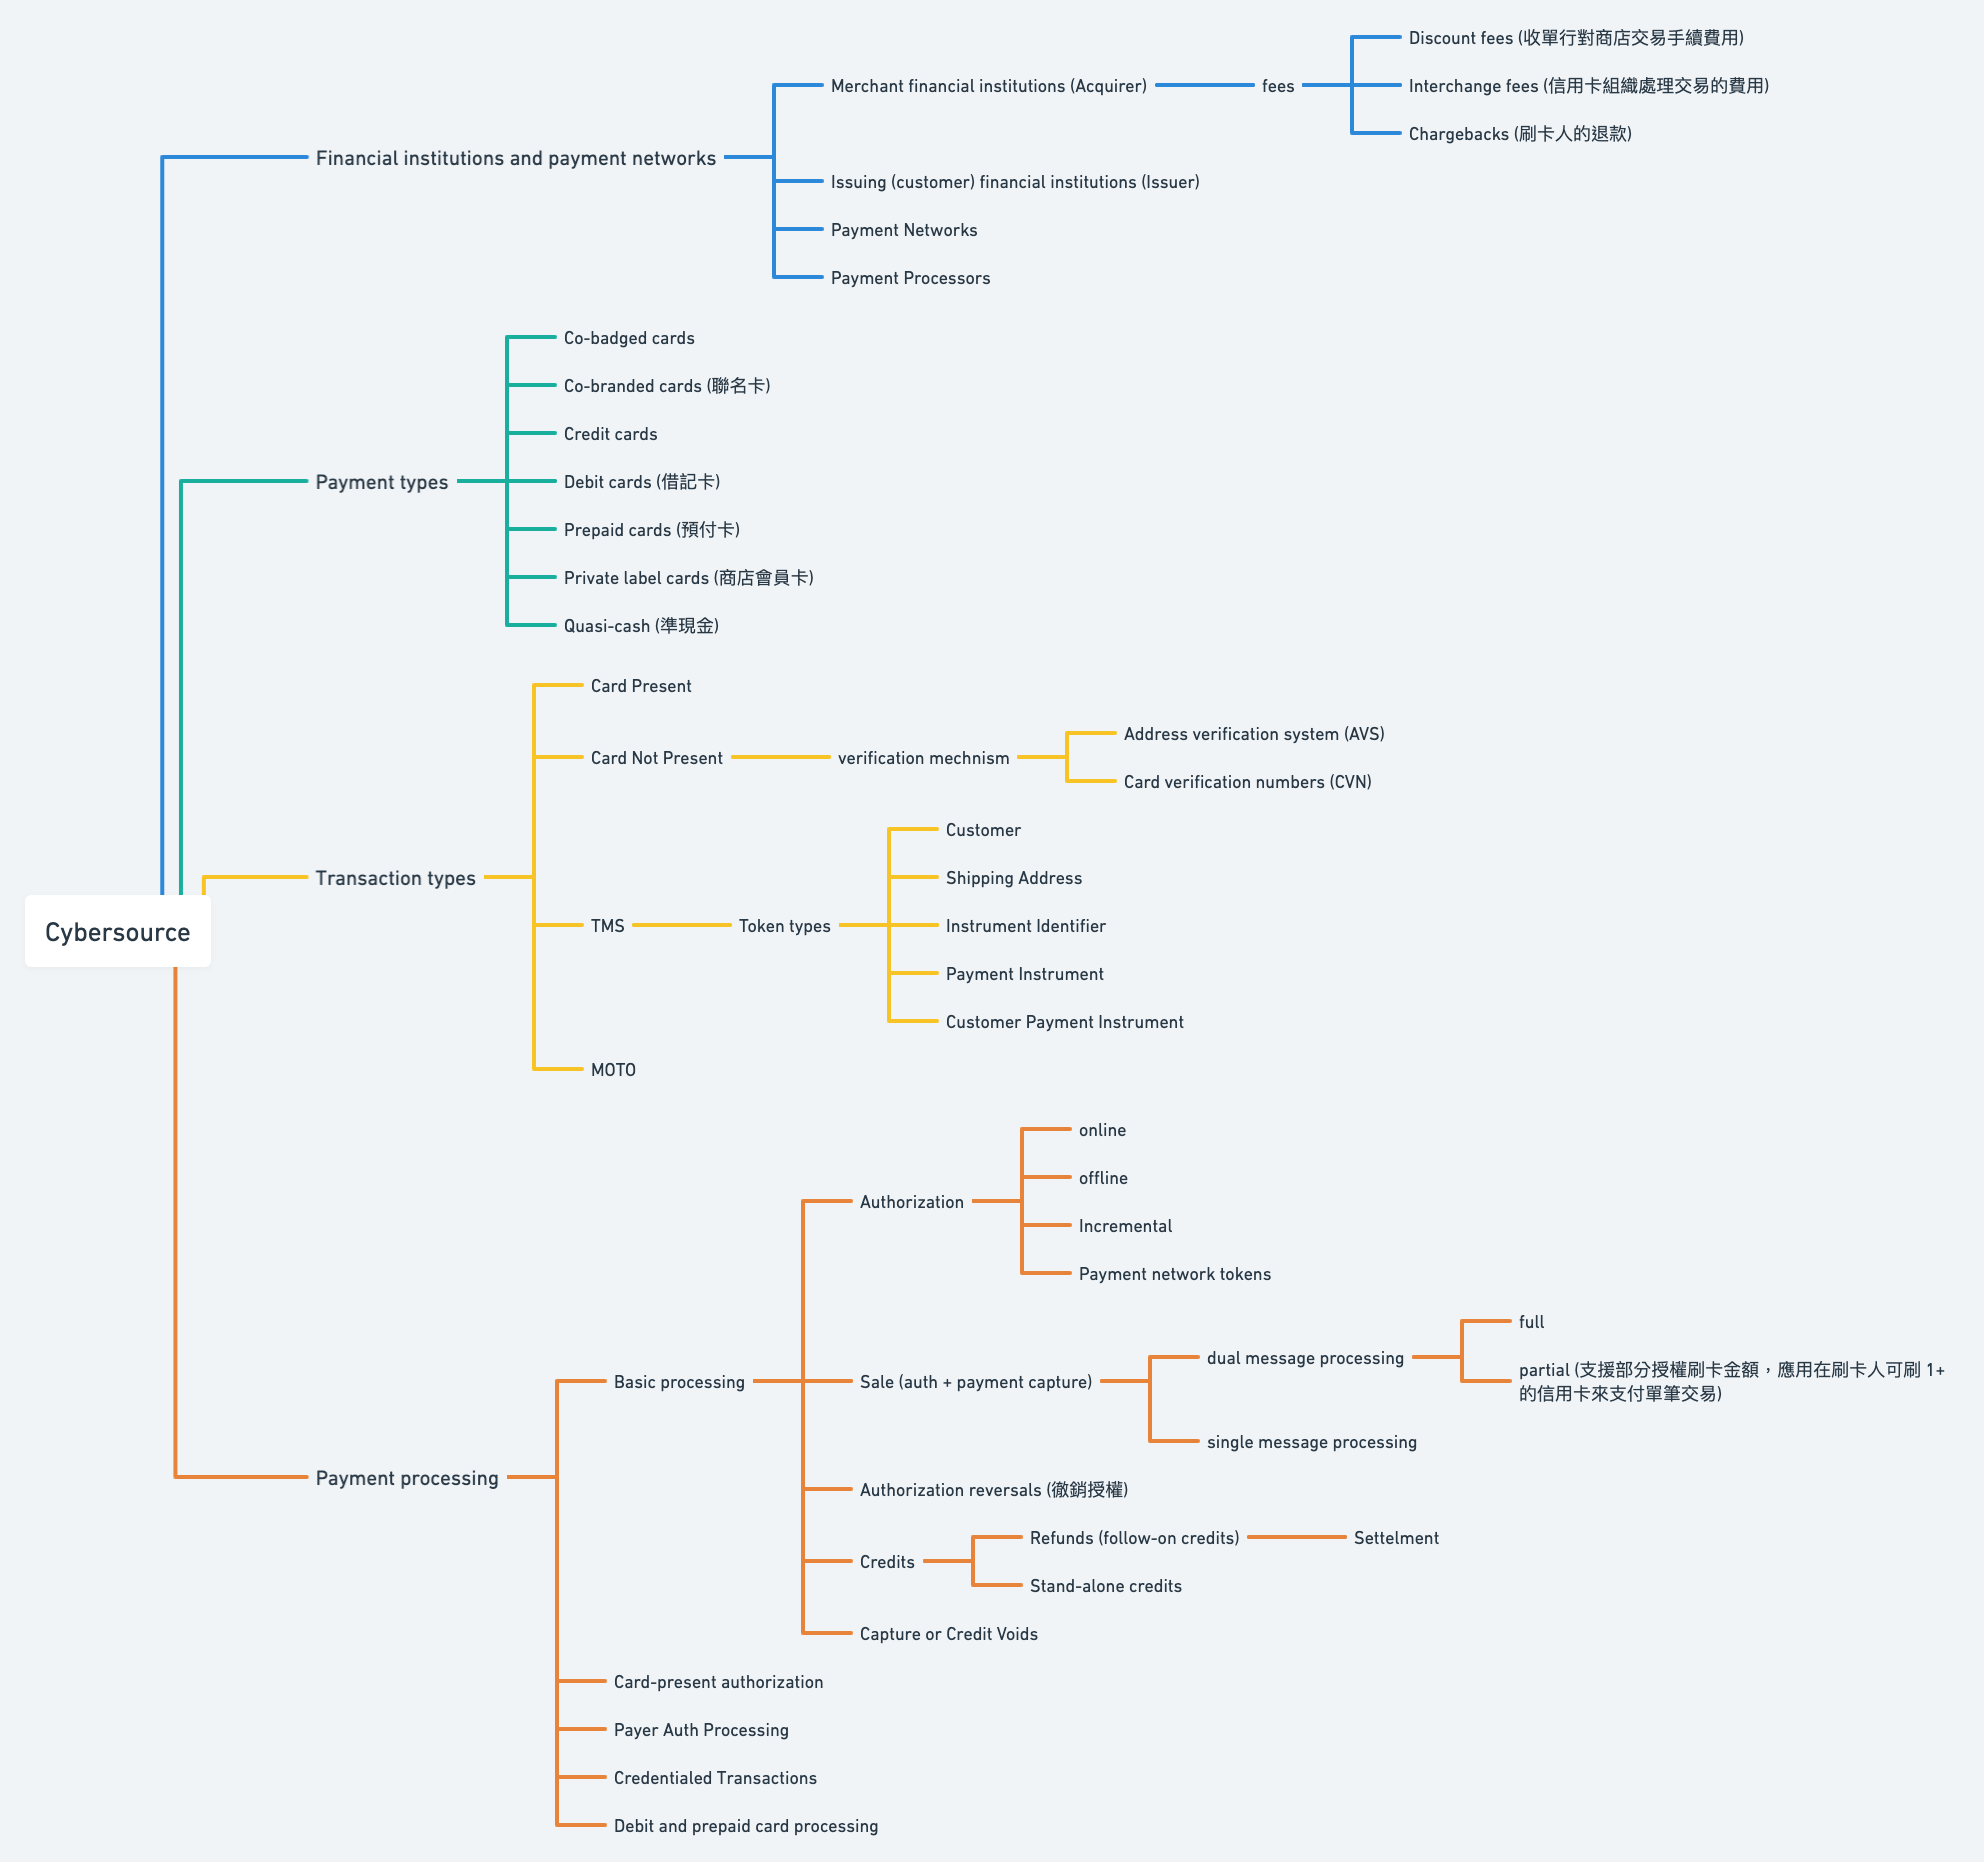 Cybersource
Financial institutions and payment networks
Merchant financial institutions (Acquirer)
fees
Discount fees (收單行對商店交易手續費用)
Interchange fees (信用卡組織處理交易的費用)
Chargebacks (刷卡人的退款)
Issuing (customer) financial institutions (Issuer)
Payment Networks
Payment Processors
Payment types
Co-badged cards
Co-branded cards (聯名卡)
Credit cards
Debit cards (借記卡)
Prepaid cards (預付卡)
Private label cards (商店會員卡)
Quasi-cash (準現金)
Transaction types
Card Present
Card Not Present
verification mechnism
Address verification system (AVS)
Card verification numbers (CVN)
TMS
Token types
Customer
Shipping Address
Instrument Identifier
Payment Instrument
Customer Payment Instrument
MOTO
Payment processing
Basic processing
Authorization
online
offline
Incremental
Payment network tokens
Sale (auth + payment capture)
dual message processing
full
partial (支援部分授權刷卡金額，應用在刷卡人可刷 1+
的信用卡來支付單筆交易)
single message processing
Authorization reversals (徹銷授權)
Credits
Refunds (follow-on credits)
Settelment
Stand-alone credits
Capture or Credit Voids
Card-present authorization
Payer Auth Processing
Credentialed Transactions
Debit and prepaid card processing